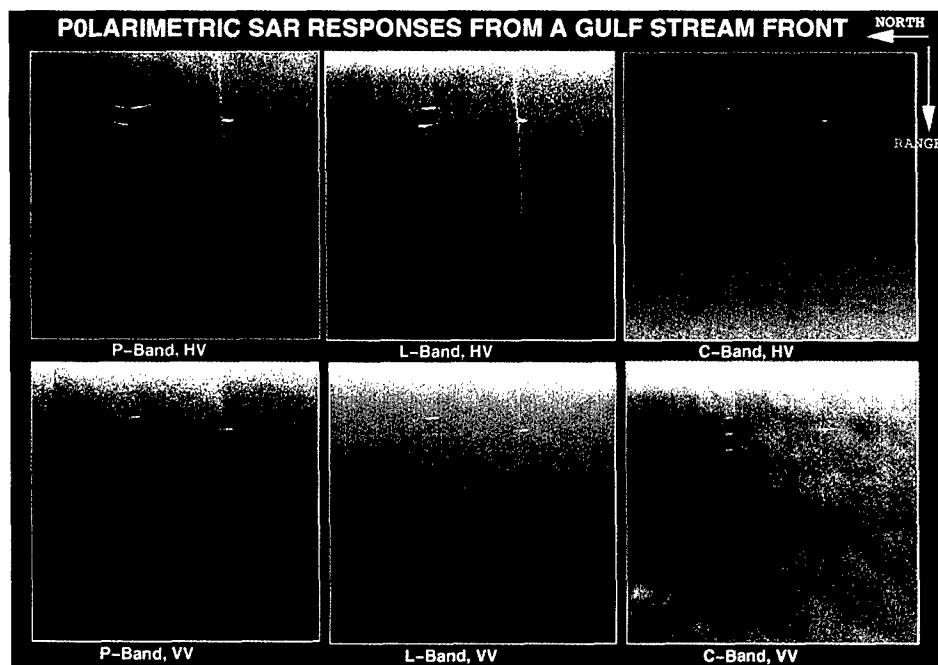 P0LARIMETRIC SAR RESPONSES FROM A GULF STREAM FRONT
NORTH
RANGE
P-Band, HV
L-Band, HV
C-Band, HV
P-Band, VV
L-Band, VV
C-Band, VV